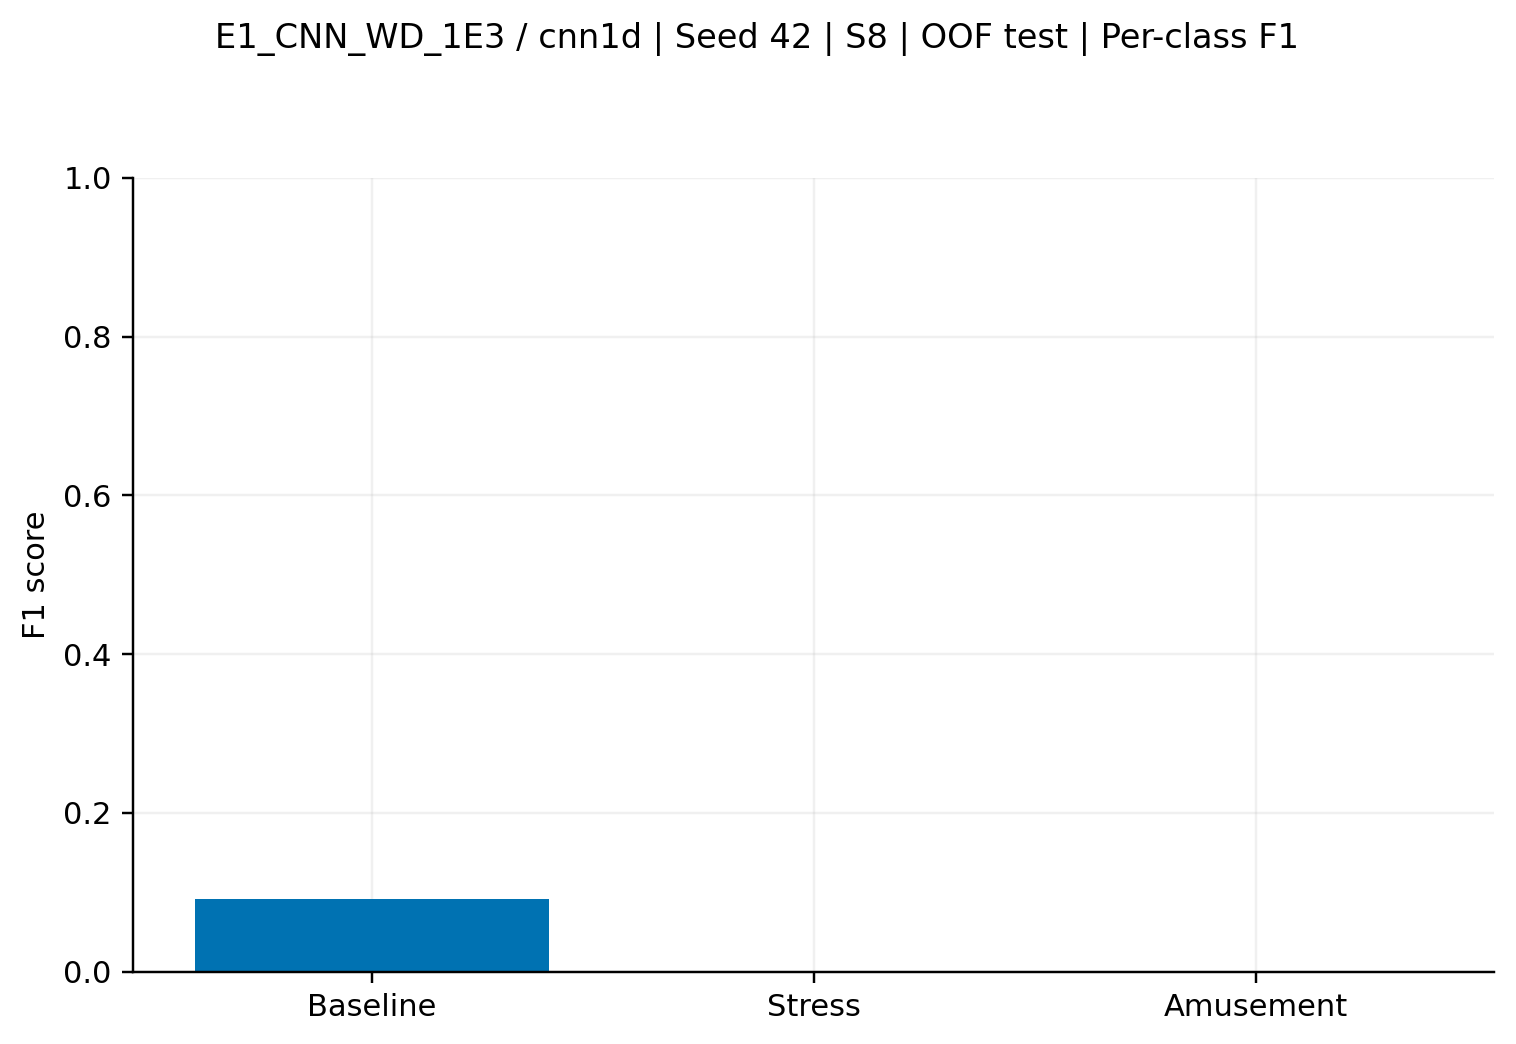 E1_CNN_WD_1E3 / cnn1d | Seed 42 | S8 | OOF test | Per-class F1
1.0
0.8
0.6
0.4
0.2
0.0
F1 score
Baseline
Stress
Amusement